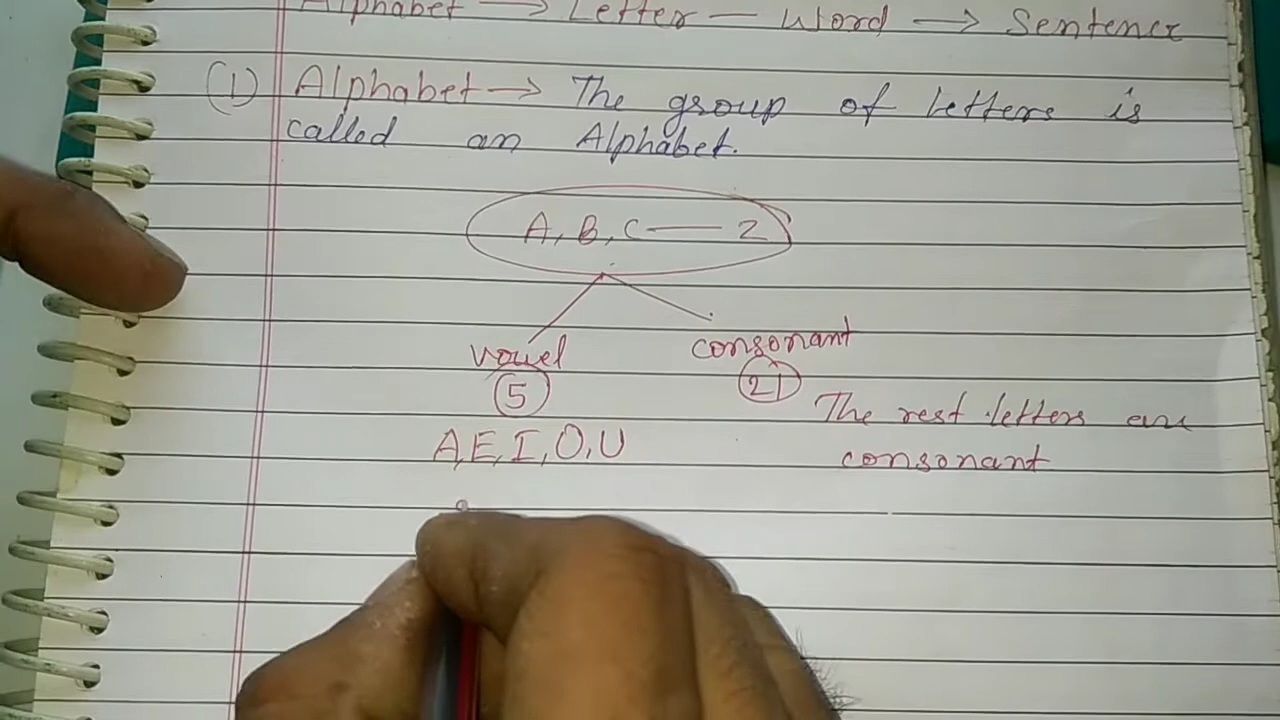 Alphabet → Letter — Word → Sentence
(1) Alphabet → The group of letters is
called an Alphabet.
A, B, C — Z
vowel consonant
5 21
The rest letters are
A, E, I, O, U
consonant